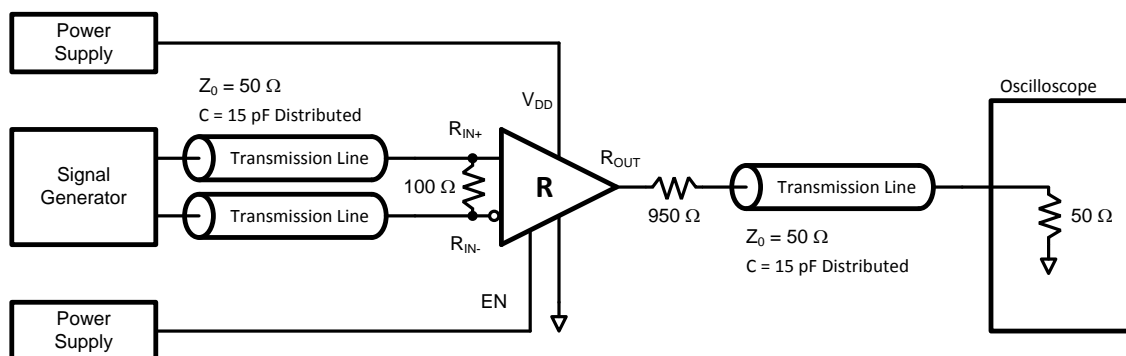 Power
Supply
Z0 = 50 Ω
C = 15 pF Distributed
VDD
Oscilloscope
Signal
Generator
Transmission Line
Transmission Line
RIN+
100 Ω
RIN-
R
ROUT
950 Ω
Transmission Line
Z0 = 50 Ω
C = 15 pF Distributed
50 Ω
EN
Power
Supply